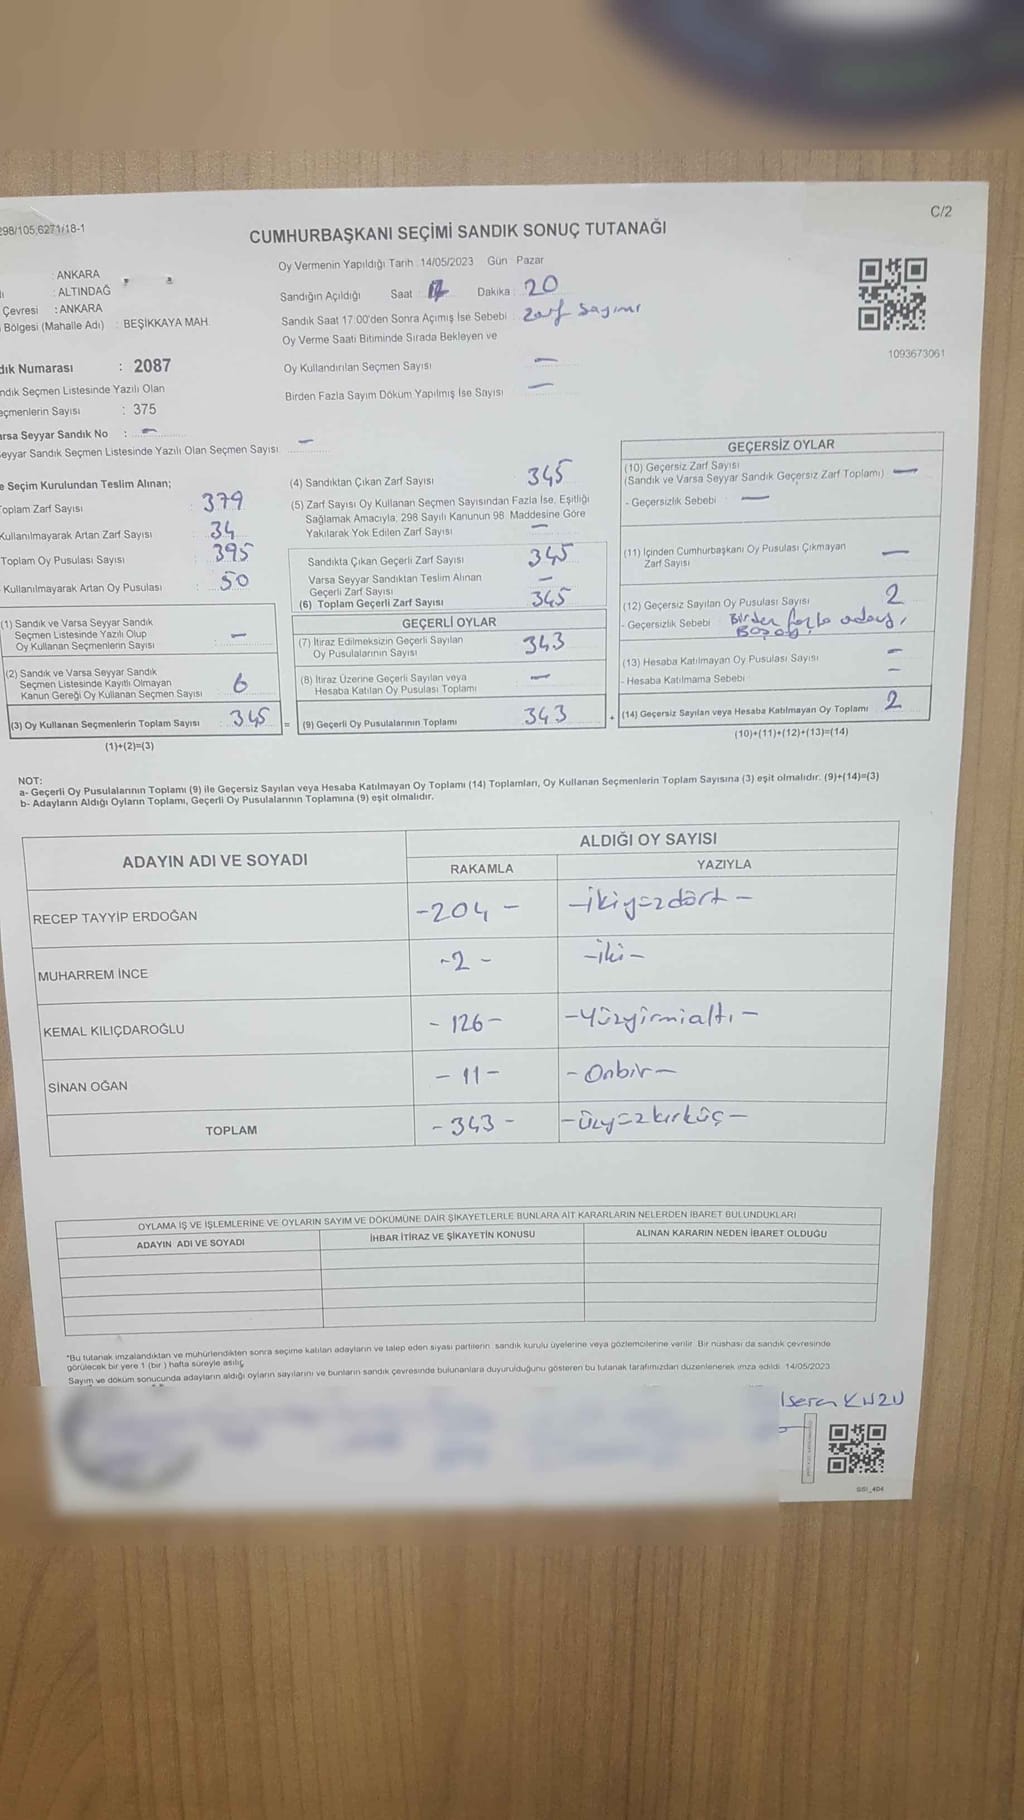 298/105,6271/18-1
C/2
CUMHURBAŞKANI SEÇİMİ SANDIK SONUÇ TUTANAĞI
: ANKARA
: ALTINDAĞ
Çevresi : ANKARA
Bölgesi (Mahalle Adı) : BEŞİKKAYA MAH.
Oy Vermenin Yapıldığı Tarih : 14/05/2023 Gün : Pazar
Sandığın Açıldığı Saat : 17 Dakika : 20
Sandık Saat 17:00'den Sonra Açımış İse Sebebi : Zarf Sayımı
Oy Verme Saati Bitiminde Sırada Bekleyen ve
Oy Kullandırılan Seçmen Sayısı —
Birden Fazla Sayım Döküm Yapılmış İse Sayısı —
1093673061
dık Numarası : 2087
ndık Seçmen Listesinde Yazılı Olan
eçmenlerin Sayısı : 375
arsa Seyyar Sandık No : —
eyyar Sandık Seçmen Listesinde Yazılı Olan Seçmen Sayısı : —
e Seçim Kurulundan Teslim Alınan;
oplam Zarf Sayısı : 379
Kullanılmayarak Artan Zarf Sayısı : 34
Toplam Oy Pusulası Sayısı : 395
Kullanılmayarak Artan Oy Pusulası : 50
(1) Sandık ve Varsa Seyyar Sandık
Seçmen Listesinde Yazılı Olup
Oy Kullanan Seçmenlerin Sayısı —
(2) Sandık ve Varsa Seyyar Sandık
Seçmen Listesinde Kayıtlı Olmayan
Kanun Gereği Oy Kullanan Seçmen Sayısı 6
(3) Oy Kullanan Seçmenlerin Toplam Sayısı 345 =
(1)+(2)=(3)
(4) Sandıktan Çıkan Zarf Sayısı 345
(5) Zarf Sayısı Oy Kullanan Seçmen Sayısından Fazla İse, Eşitliği
Sağlamak Amacıyla, 298 Sayılı Kanunun 98. Maddesine Göre
Yakılarak Yok Edilen Zarf Sayısı —
Sandıkta Çıkan Geçerli Zarf Sayısı 345
Varsa Seyyar Sandıktan Teslim Alınan
Geçerli Zarf Sayısı —
(6) Toplam Geçerli Zarf Sayısı 345
GEÇERLİ OYLAR
(7) İtiraz Edilmeksizin Geçerli Sayılan
Oy Pusulalarının Sayısı 343
(8) İtiraz Üzerine Geçerli Sayılan veya
Hesaba Katılan Oy Pusulası Toplamı —
(9) Geçerli Oy Pusulalarının Toplamı 343 +
GEÇERSİZ OYLAR
(10) Geçersiz Zarf Sayısı
(Sandık ve Varsa Seyyar Sandık Geçersiz Zarf Toplamı) —
- Geçersizlik Sebebi : —
(11) İçinden Cumhurbaşkanı Oy Pusulası Çıkmayan
Zarf Sayısı —
(12) Geçersiz Sayılan Oy Pusulası Sayısı 2
- Geçersizlik Sebebi : Birden fazla aday,
Boş oy
(13) Hesaba Katılmayan Oy Pusulası Sayısı —
- Hesaba Katılmama Sebebi —
(14) Geçersiz Sayılan veya Hesaba Katılmayan Oy Toplamı 2
(10)+(11)+(12)+(13)=(14)
NOT:
a- Geçerli Oy Pusulalarının Toplamı (9) ile Geçersiz Sayılan veya Hesaba Katılmayan Oy Toplamı (14) Toplamları, Oy Kullanan Seçmenlerin Toplam Sayısına (3) eşit olmalıdır. (9)+(14)=(3)
b- Adayların Aldığı Oyların Toplamı, Geçerli Oy Pusulalarının Toplamına (9) eşit olmalıdır.
ADAYIN ADI VE SOYADI
ALDIĞI OY SAYISI
RAKAMLA YAZIYLA
RECEP TAYYİP ERDOĞAN -204- -İkiyüzdört-
MUHARREM İNCE -2- -İki-
KEMAL KILIÇDAROĞLU -126- -Yüzyirmialtı-
SİNAN OĞAN -11- -Onbir-
TOPLAM -343- -üçyüzkırküç-
OYLAMA İŞ VE İŞLEMLERİNE VE OYLARIN SAYIM VE DÖKÜMÜNE DAİR ŞİKAYETLERLE BUNLARA AİT KARARLARIN NELERDEN İBARET BULUNDUKLARI
ADAYIN ADI VE SOYADI İHBAR İTİRAZ VE ŞİKAYETİN KONUSU ALINAN KARARIN NEDEN İBARET OLDUĞU
*Bu tutanak imzalandıktan ve mühürlendikten sonra seçime katılan adayların ve talep eden siyasi partilerin sandık kurulu üyelerine veya gözlemcilerine verilir. Bir nüshası da sandık çevresinde
görülecek bir yere 1 (bir ) hafta süreyle asılır.
Sayım ve döküm sonucunda adayların aldığı oyların sayılarını ve bunların sandık çevresinde bulunanlara duyurulduğunu gösteren bu tutanak tarafımızdan düzenlenerek imza edildi. 14/05/2023
KUZU
SSI_404